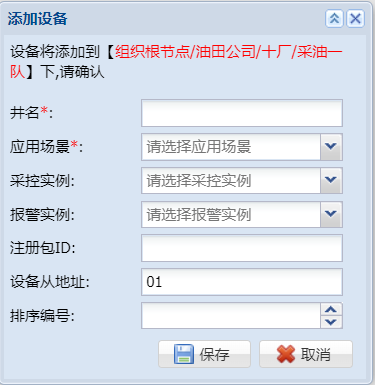 添加设备
设备将添加到【组织根节点/油田公司/十厂/采油一
队】下,请确认
井名*:
应用场景*: 请选择应用场景
采控实例: 请选择采控实例
报警实例: 请选择报警实例
注册包ID:
设备从地址: 01
排序编号:
保存 取消